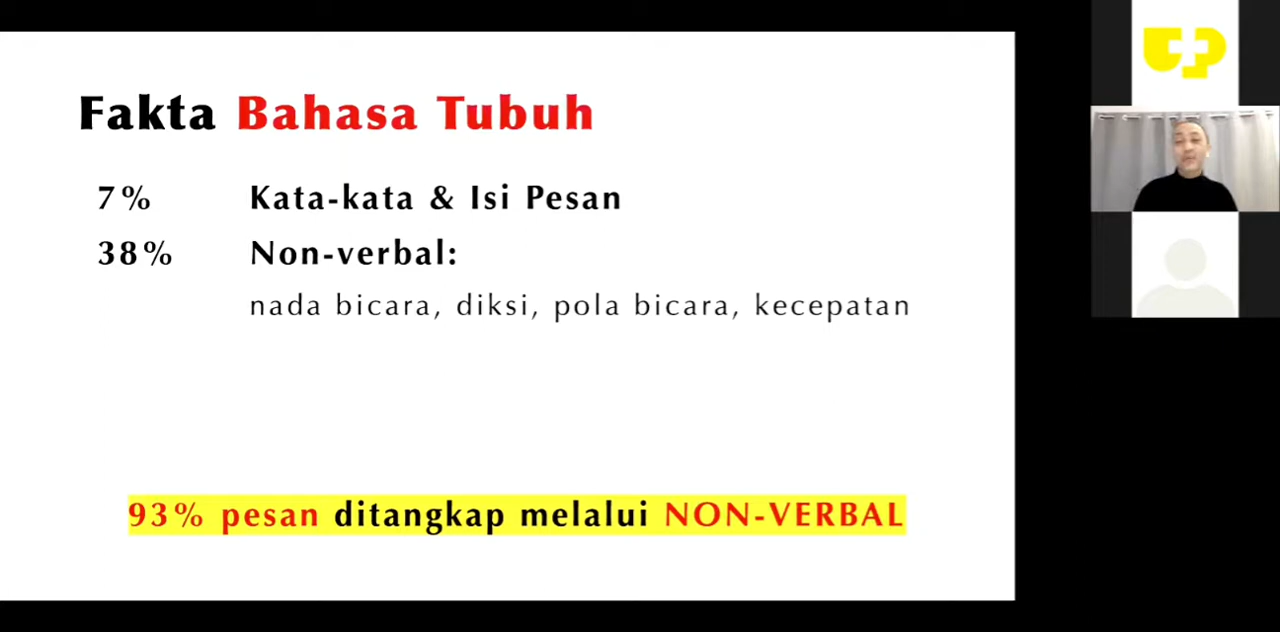 Fakta Bahasa Tubuh
7% Kata-kata & Isi Pesan
38% Non-verbal:
nada bicara, diksi, pola bicara, kecepatan
93% pesan ditangkap melalui NON-VERBAL